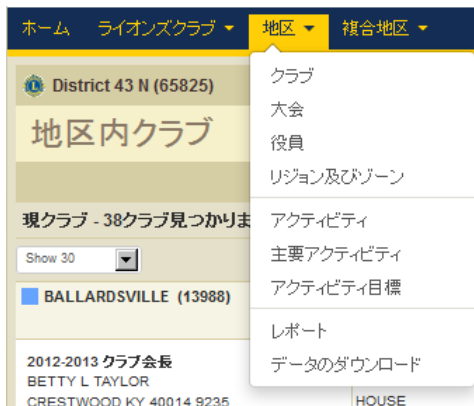 ホーム ライオンズクラブ 地区 複合地区
District 43 N (65825)
地区内クラブ
現クラブ - 38クラブ見つかりま
Show 30
BALLARDSVILLE (13988)
2012-2013 クラブ会長
BETTY L TAYLOR
CRESTWOOD KY 40014 9235
クラブ
大会
役員
リジョン及びゾーン
アクティビティ
主要アクティビティ
アクティビティ目標
レポート
データのダウンロード
HOUSE